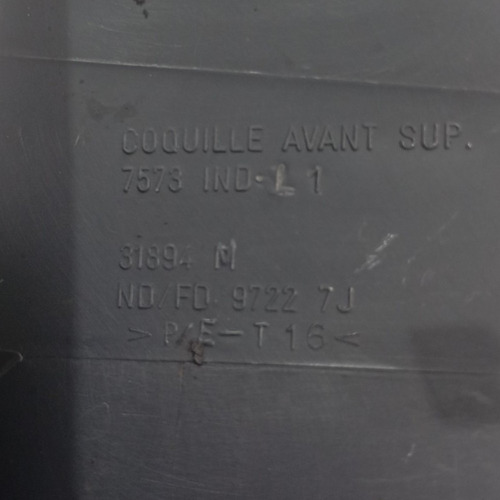 COQUILLE AVANT SUP.
7573 IND-L 1
31894 M
ND/FD 9722 7J
>P/E-T16<